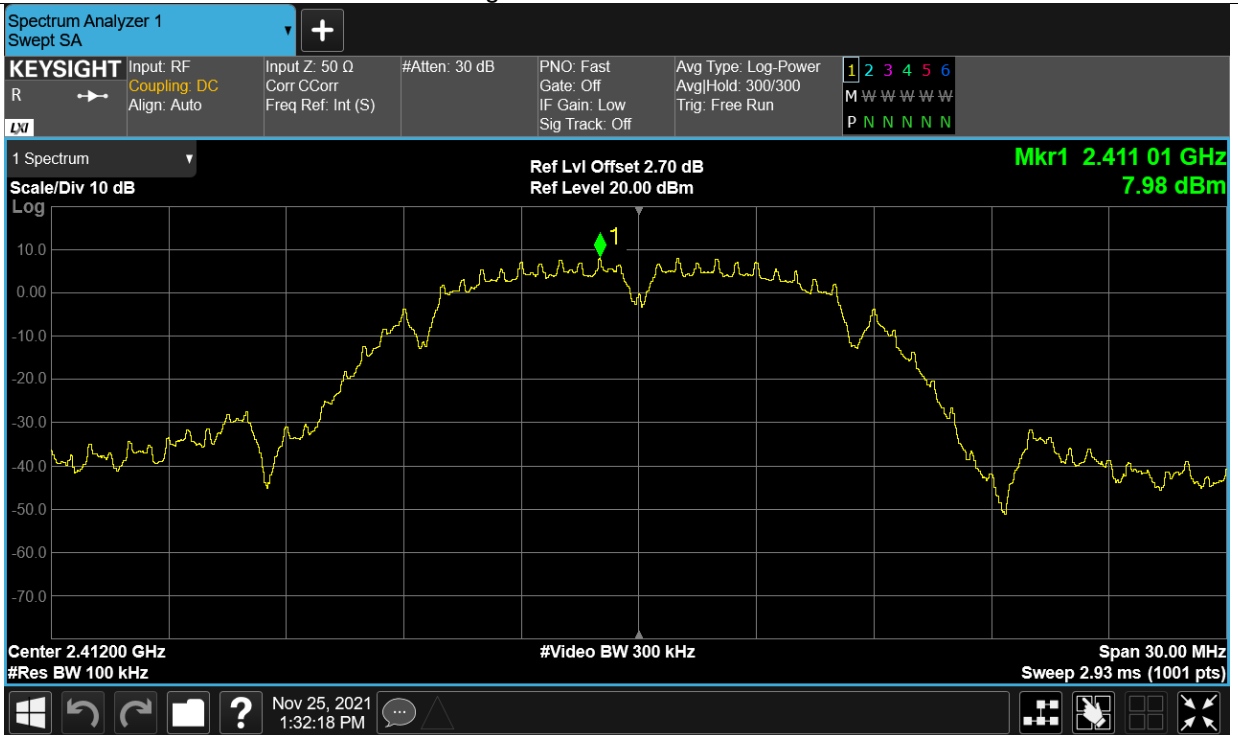 Spectrum Analyzer 1
Swept SA
KEYSIGHT
R
LXI
Input: RF
Coupling: DC
Align: Auto
Input Z: 50 Ω
Corr CCorr
Freq Ref: Int (S)
#Atten: 30 dB
PNO: Fast
Gate: Off
IF Gain: Low
Sig Track: Off
Avg Type: Log-Power
Avg|Hold: 300/300
Trig: Free Run
1 2 3 4 5 6
M W W W W W
P N N N N N
1 Spectrum
Scale/Div 10 dB
Log
Ref Lvl Offset 2.70 dB
Ref Level 20.00 dBm
Mkr1 2.411 01 GHz
7.98 dBm
1
10.0
0.00
-10.0
-20.0
-30.0
-40.0
-50.0
-60.0
-70.0
Center 2.41200 GHz
#Res BW 100 kHz
#Video BW 300 kHz
Span 30.00 MHz
Sweep 2.93 ms (1001 pts)
?
Nov 25, 2021
1:32:18 PM